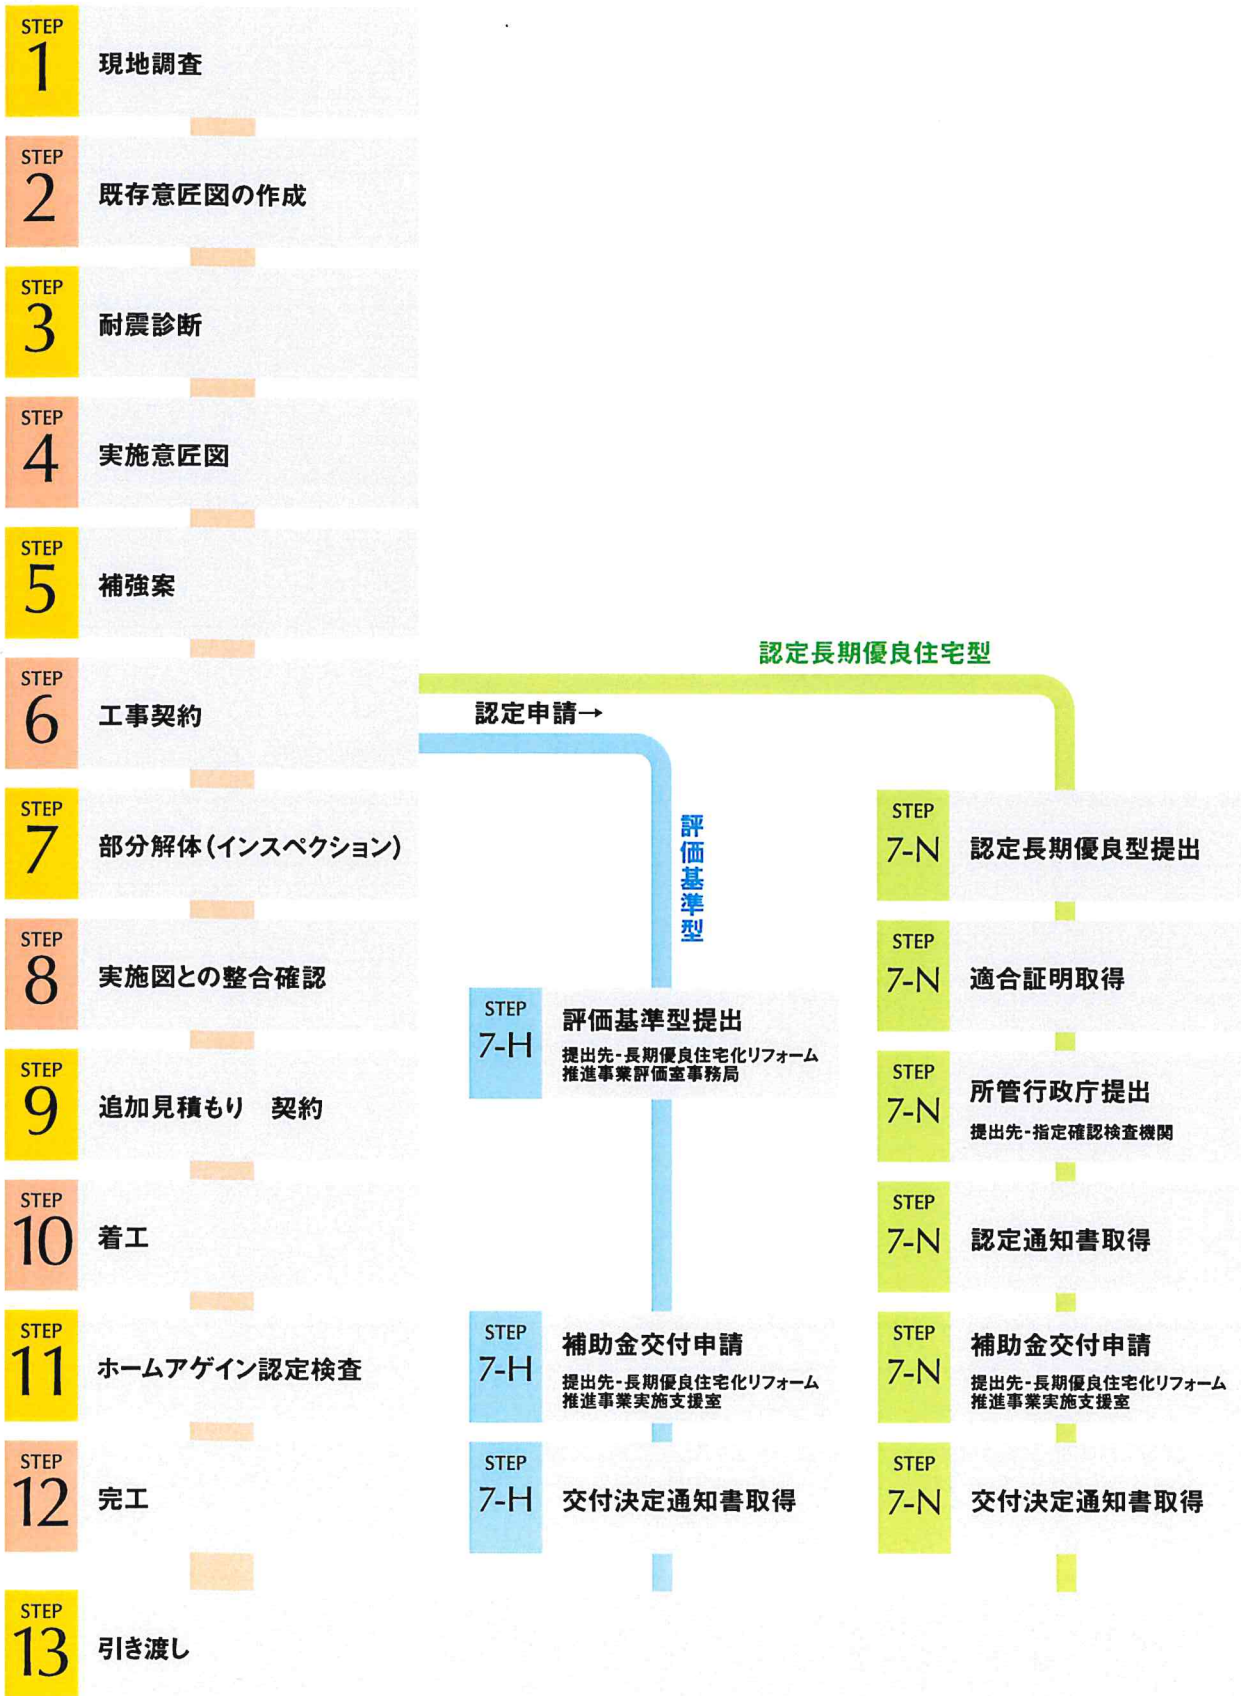 STEP
1
現地調査
STEP
2
既存意匠図の作成
STEP
3
耐震診断
STEP
4
実施意匠図
STEP
5
補強案
STEP
6
工事契約
STEP
7
部分解体(インスペクション)
STEP
8
実施図との整合確認
STEP
9
追加見積もり 契約
STEP
10
着工
STEP
11
ホームアゲイン認定検査
STEP
12
完工
STEP
13
引き渡し
認定長期優良住宅型
認定申請→
評価基準型
STEP
7-H
評価基準型提出
提出先-長期優良住宅化リフォーム
推進事業評価室事務局
STEP
7-H
補助金交付申請
提出先-長期優良住宅化リフォーム
推進事業実施支援室
STEP
7-H
交付決定通知書取得
STEP
7-N
認定長期優良型提出
STEP
7-N
適合証明取得
STEP
7-N
所管行政庁提出
提出先-指定確認検査機関
STEP
7-N
認定通知書取得
STEP
7-N
補助金交付申請
提出先-長期優良住宅化リフォーム
推進事業実施支援室
STEP
7-N
交付決定通知書取得